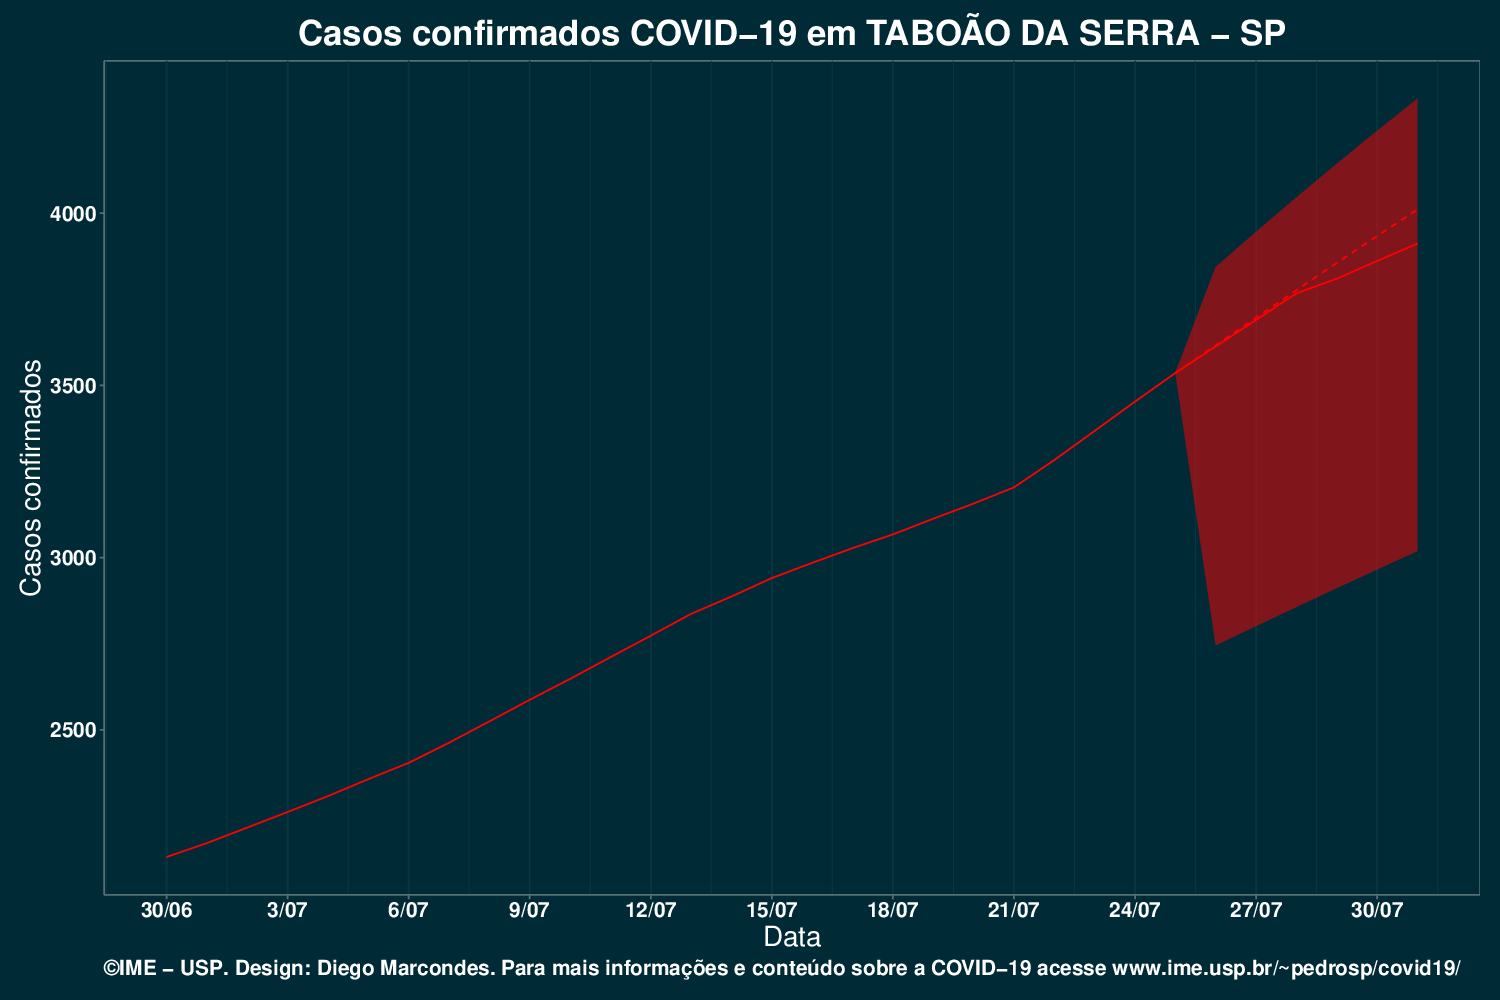 Casos confirmados COVID−19 em TABOÃO DA SERRA − SP
Casos confirmados
4000
3500
3000
2500
30/06 3/07 6/07 9/07 12/07 15/07 18/07 21/07 24/07 27/07 30/07
Data
©IME − USP. Design: Diego Marcondes. Para mais informações e conteúdo sobre a COVID−19 acesse www.ime.usp.br/~pedrosp/covid19/